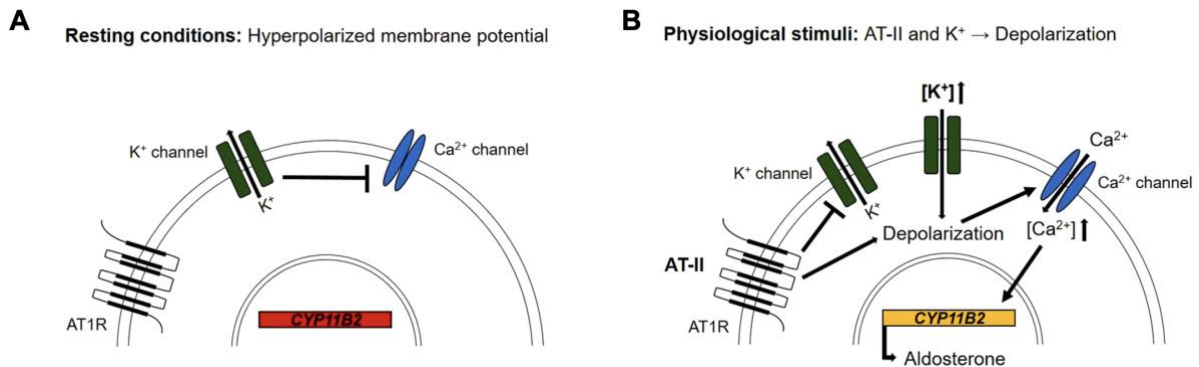 A
Resting conditions: Hyperpolarized membrane potential
K⁺ channel
Ca²⁺ channel
K⁺
AT1R
CYP11B2
B
Physiological stimuli: AT-II and K⁺ → Depolarization
[K⁺]
Ca²⁺
K⁺ channel
Ca²⁺ channel
K⁺
Depolarization
[Ca²⁺]
AT-II
AT1R
CYP11B2
Aldosterone